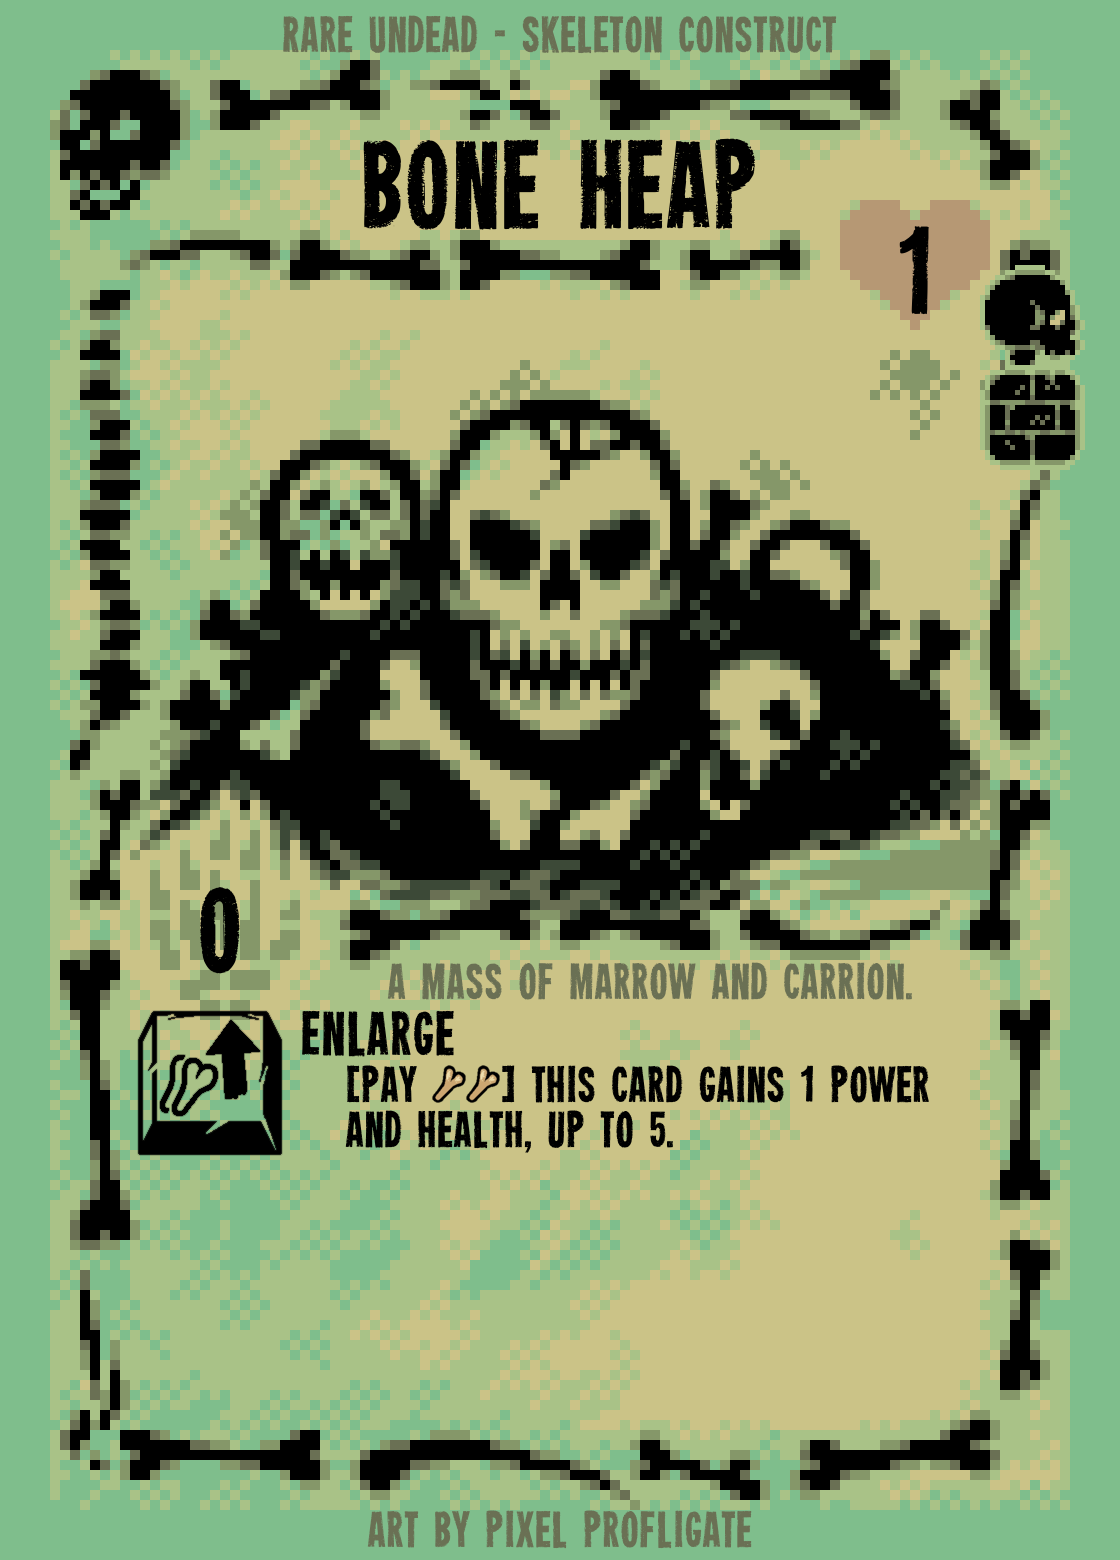 RARE UNDEAD - SKELETON CONSTRUCT
BONE HEAP
1
0
A MASS OF MARROW AND CARRION.
ENLARGE
[PAY ] THIS CARD GAINS 1 POWER
AND HEALTH, UP TO 5.
ART BY PIXEL PROFLIGATE